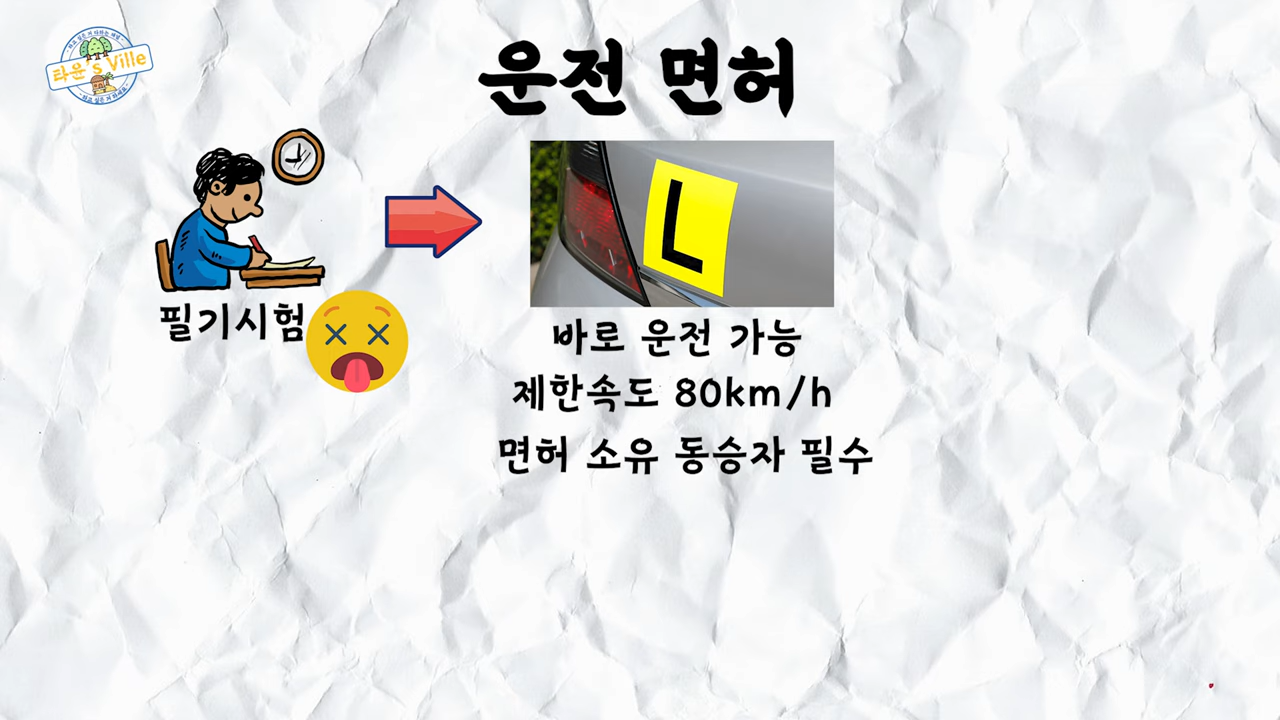 타윤's Ville
운전 면허
L
필기시험
바로 운전 가능
제한속도 80km/h
면허 소유 동승자 필수